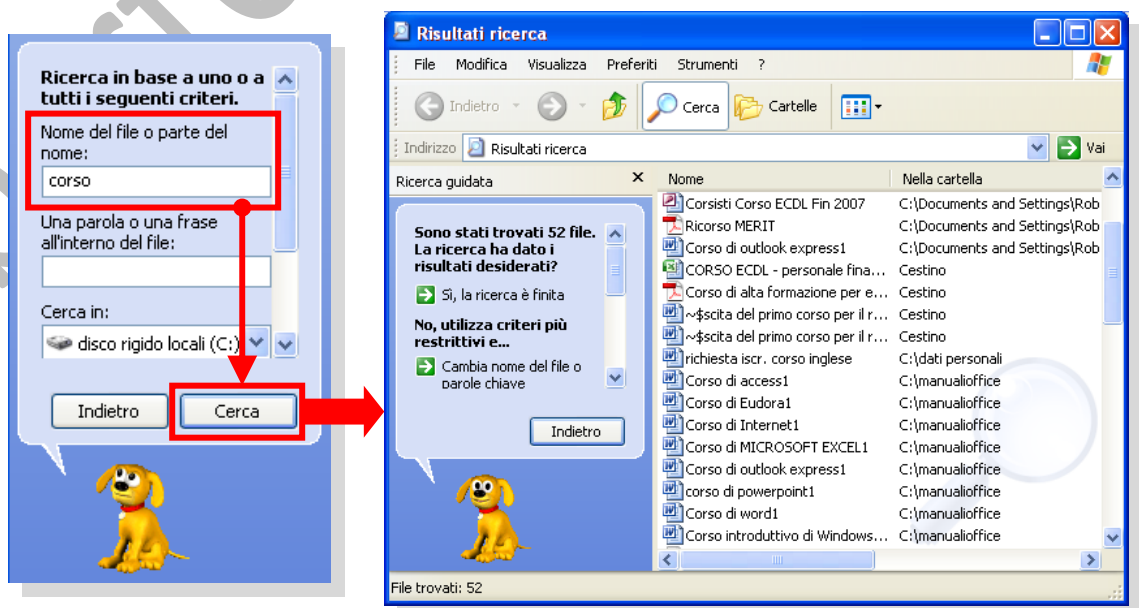 Ricerca in base a uno o a
tutti i seguenti criteri.
Nome del file o parte del
nome:
corso
Una parola o una frase
all'interno del file:
Cerca in:
disco rigido locali (C:)
Indietro
Cerca
Risultati ricerca
File Modifica Visualizza Preferiti Strumenti ?
Indietro Cerca Cartelle
Indirizzo Risultati ricerca Vai
Ricerca guidata
Sono stati trovati 52 file.
La ricerca ha dato i
risultati desiderati?
Sì, la ricerca è finita
No, utilizza criteri più
restrittivi e...
Cambia nome del file o
parole chiave
Indietro
Nome Nella cartella
Corsisti Corso ECDL Fin 2007 C:\Documents and Settings\Rob
Ricorso MERIT C:\Documents and Settings\Rob
Corso di outlook express1 C:\Documents and Settings\Rob
CORSO ECDL - personale fina... Cestino
Corso di alta formazione per e... Cestino
~$scita del primo corso per il r... Cestino
~$scita del primo corso per il r... Cestino
richiesta iscr. corso inglese C:\dati personali
Corso di access1 C:\manualioffice
Corso di Eudora1 C:\manualioffice
Corso di Internet1 C:\manualioffice
Corso di MICROSOFT EXCEL1 C:\manualioffice
Corso di outlook express1 C:\manualioffice
corso di powerpoint1 C:\manualioffice
Corso di word1 C:\manualioffice
Corso introduttivo di Windows... C:\manualioffice
File trovati: 52